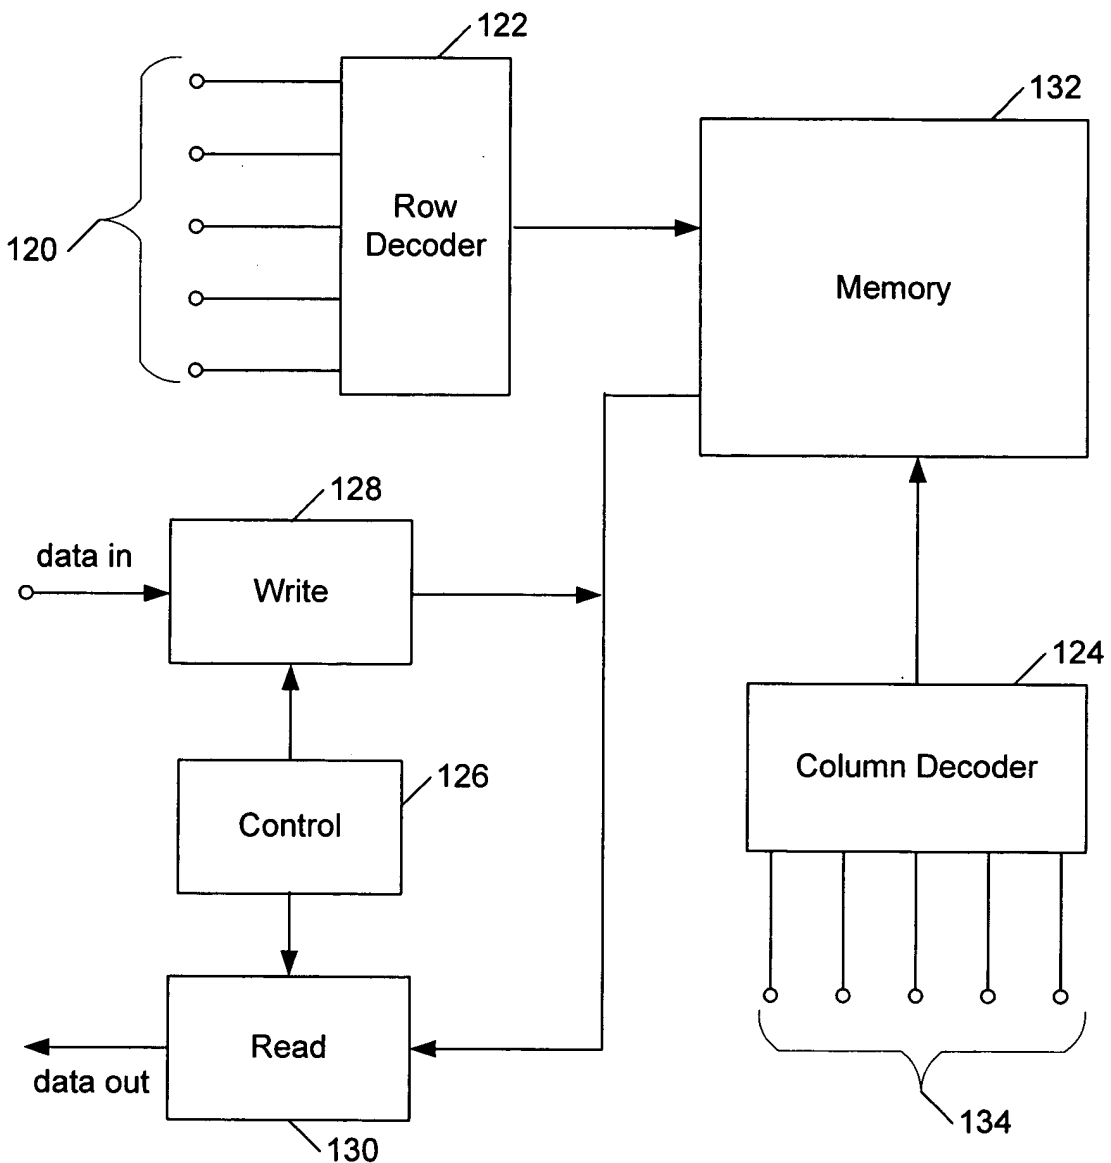 122
132
Row
Decoder
120
Memory
128
data in
Write
124
Column Decoder
126
Control
Read
data out
134
130